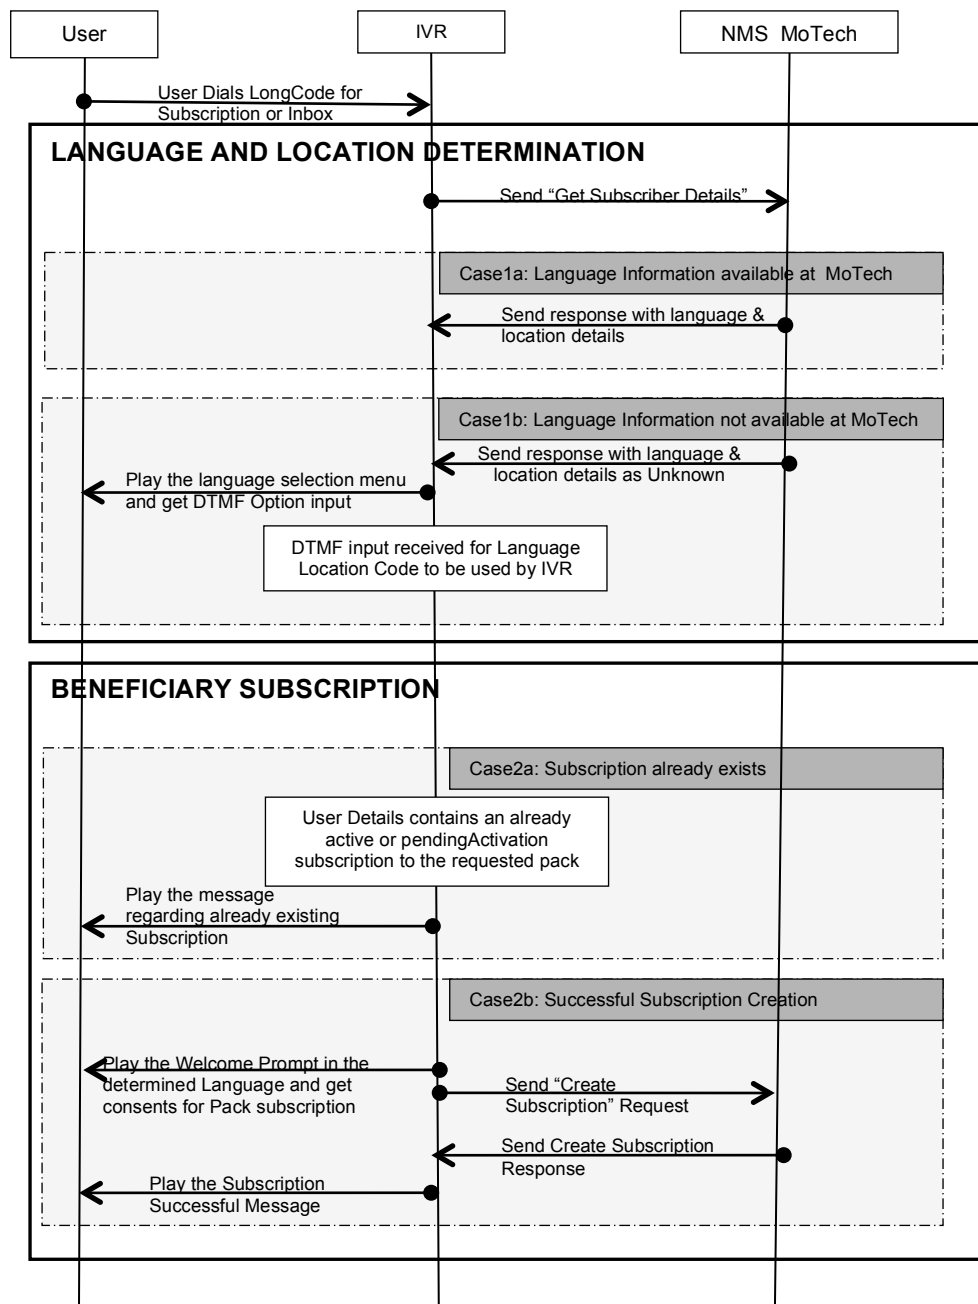 User
IVR
NMS MoTech
User Dials LongCode for
Subscription or Inbox
LANGUAGE AND LOCATION DETERMINATION
Send “Get Subscriber Details”
Case1a: Language Information available at MoTech
Send response with language &
location details
Case1b: Language Information not available at MoTech
Send response with language &
location details as Unknown
Play the language selection menu
and get DTMF Option input
DTMF input received for Language
Location Code to be used by IVR
BENEFICIARY SUBSCRIPTION
Case2a: Subscription already exists
User Details contains an already
active or pendingActivation
subscription to the requested pack
Play the message
regarding already existing
Subscription
Case2b: Successful Subscription Creation
Play the Welcome Prompt in the
determined Language and get
consents for Pack subscription
Send “Create
Subscription” Request
Send Create Subscription
Response
Play the Subscription
Successful Message